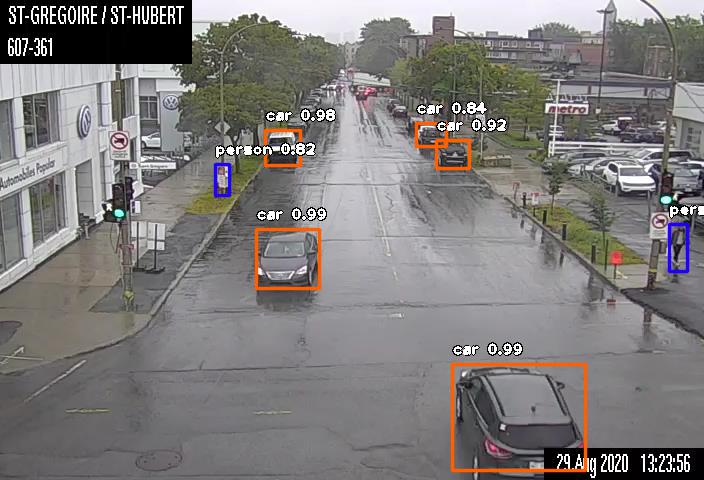 ST-GREGOIRE / ST-HUBERT
607-361
car 0.98
car 0.84
car 0.92
person 0.82
metro
Automobiles Popular
car 0.99
pers
car 0.99
29 Aug 2020 13:23:56